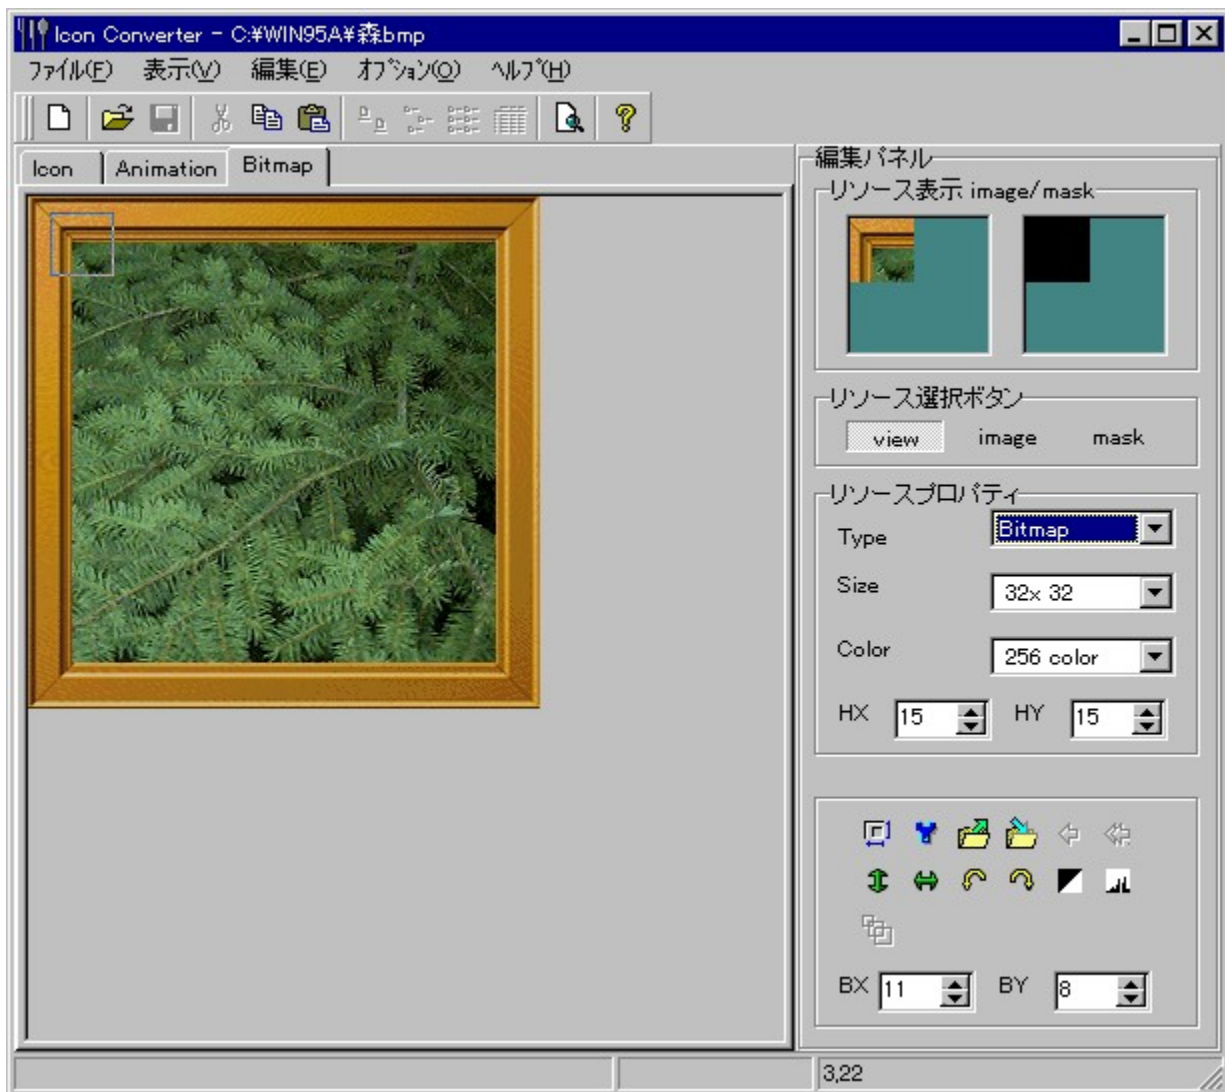 Icon Converter - C:¥WIN95A¥森bmp
ﾌｧｲﾙ(F) 表示(V) 編集(E) ｵﾌﾟｼｮﾝ(O) ﾍﾙﾌﾟ(H)
Icon Animation Bitmap
編集パネル
リソース表示 image/mask
リソース選択ボタン
view image mask
リソースプロパティ
Type Bitmap
Size 32x 32
Color 256 color
HX 15 HY 15
BX 11 BY 8
3,22